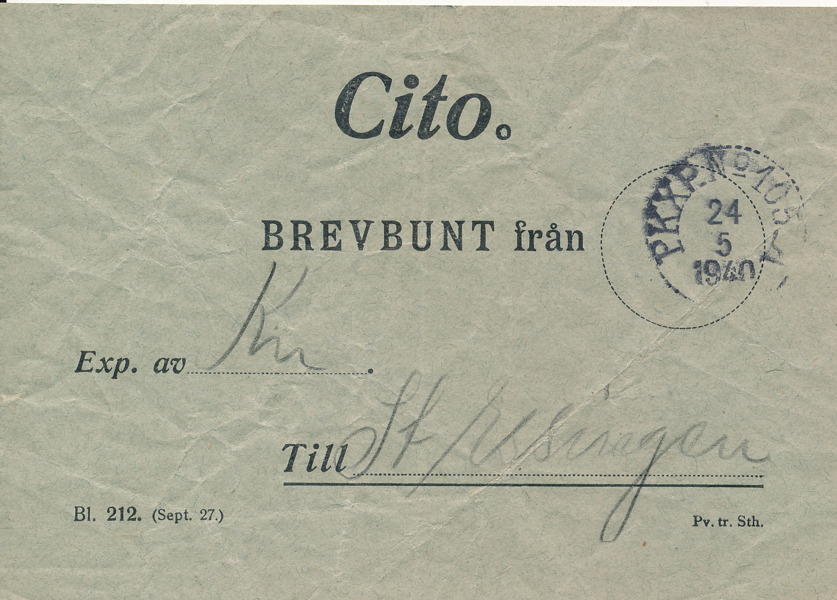 Cito.
BREVBUNT från
PKXP. No 105 A
24
5
1940
Exp. av Kn .
Till St Essingen
Bl. 212. (Sept. 27.)
Pv. tr. Sth.